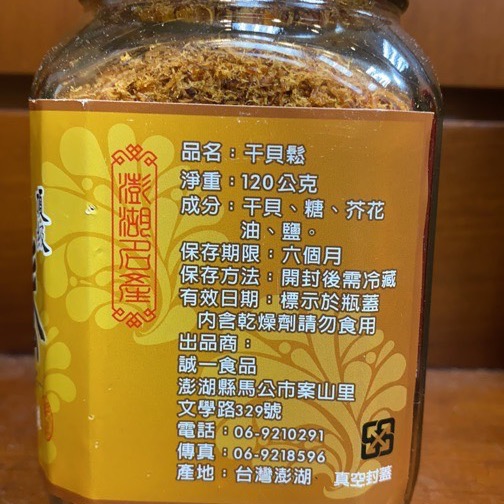 澎湖名產
品名：干貝鬆
淨重：120公克
成分：干貝、糖、芥花
油、鹽。
保存期限：六個月
保存方法：開封後需冷藏
有效日期：標示於瓶蓋
內含乾燥劑請勿食用
出品商：
誠一食品
澎湖縣馬公市案山里
文學路329號
電話：06-9210291
傳真：06-9218596
產地：台灣澎湖
真空封蓋